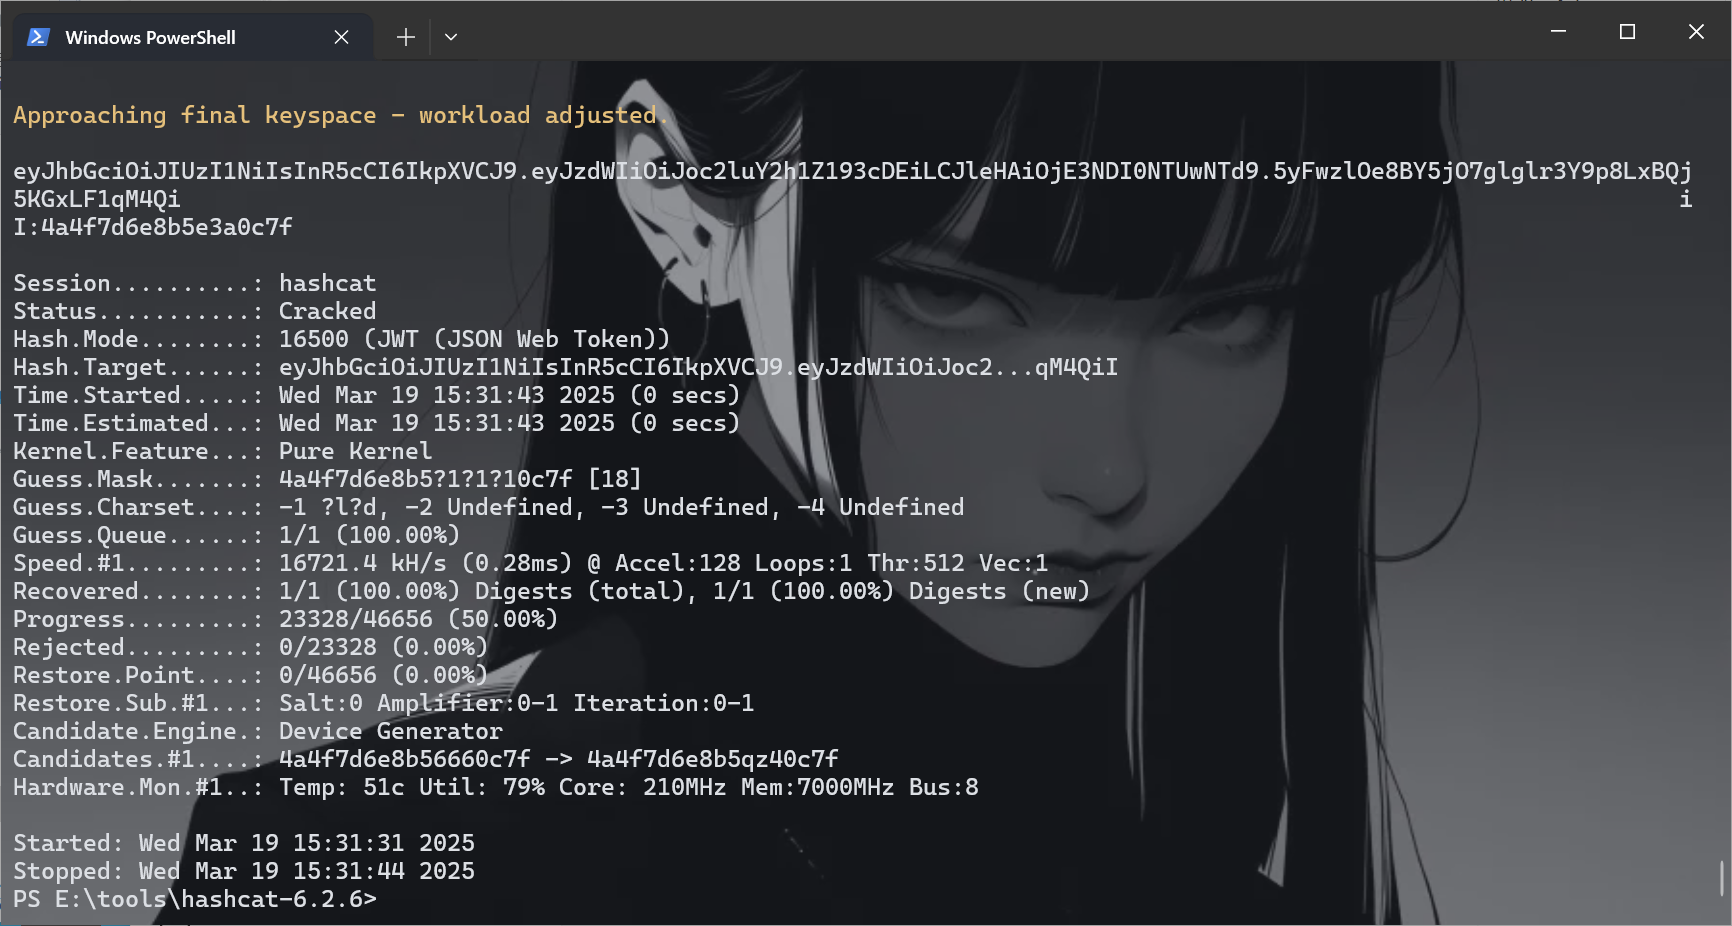 Windows PowerShell
Approaching final keyspace - workload adjusted.
eyJhbGciOiJIUzI1NiIsInR5cCI6IkpXVCJ9.eyJzdWIiOiJoc2luY2h1Z193cDEiLCJleHAiOjE3NDI0NTUwNTd9.5yFwzlOe8BY5jO7glglr3Y9p8LxBQj
5KGxLF1qM4Qi i
I:4a4f7d6e8b5e3a0c7f
Session..........: hashcat
Status...........: Cracked
Hash.Mode........: 16500 (JWT (JSON Web Token))
Hash.Target......: eyJhbGciOiJIUzI1NiIsInR5cCI6IkpXVCJ9.eyJzdWIiOiJoc2...qM4QiI
Time.Started.....: Wed Mar 19 15:31:43 2025 (0 secs)
Time.Estimated...: Wed Mar 19 15:31:43 2025 (0 secs)
Kernel.Feature...: Pure Kernel
Guess.Mask.......: 4a4f7d6e8b5?1?1?10c7f [18]
Guess.Charset....: -1 ?l?d, -2 Undefined, -3 Undefined, -4 Undefined
Guess.Queue......: 1/1 (100.00%)
Speed.#1.........: 16721.4 kH/s (0.28ms) @ Accel:128 Loops:1 Thr:512 Vec:1
Recovered........: 1/1 (100.00%) Digests (total), 1/1 (100.00%) Digests (new)
Progress.........: 23328/46656 (50.00%)
Rejected.........: 0/23328 (0.00%)
Restore.Point....: 0/46656 (0.00%)
Restore.Sub.#1...: Salt:0 Amplifier:0-1 Iteration:0-1
Candidate.Engine.: Device Generator
Candidates.#1....: 4a4f7d6e8b56660c7f -> 4a4f7d6e8b5qz40c7f
Hardware.Mon.#1..: Temp: 51c Util: 79% Core: 210MHz Mem:7000MHz Bus:8
Started: Wed Mar 19 15:31:31 2025
Stopped: Wed Mar 19 15:31:44 2025
PS E:\tools\hashcat-6.2.6>